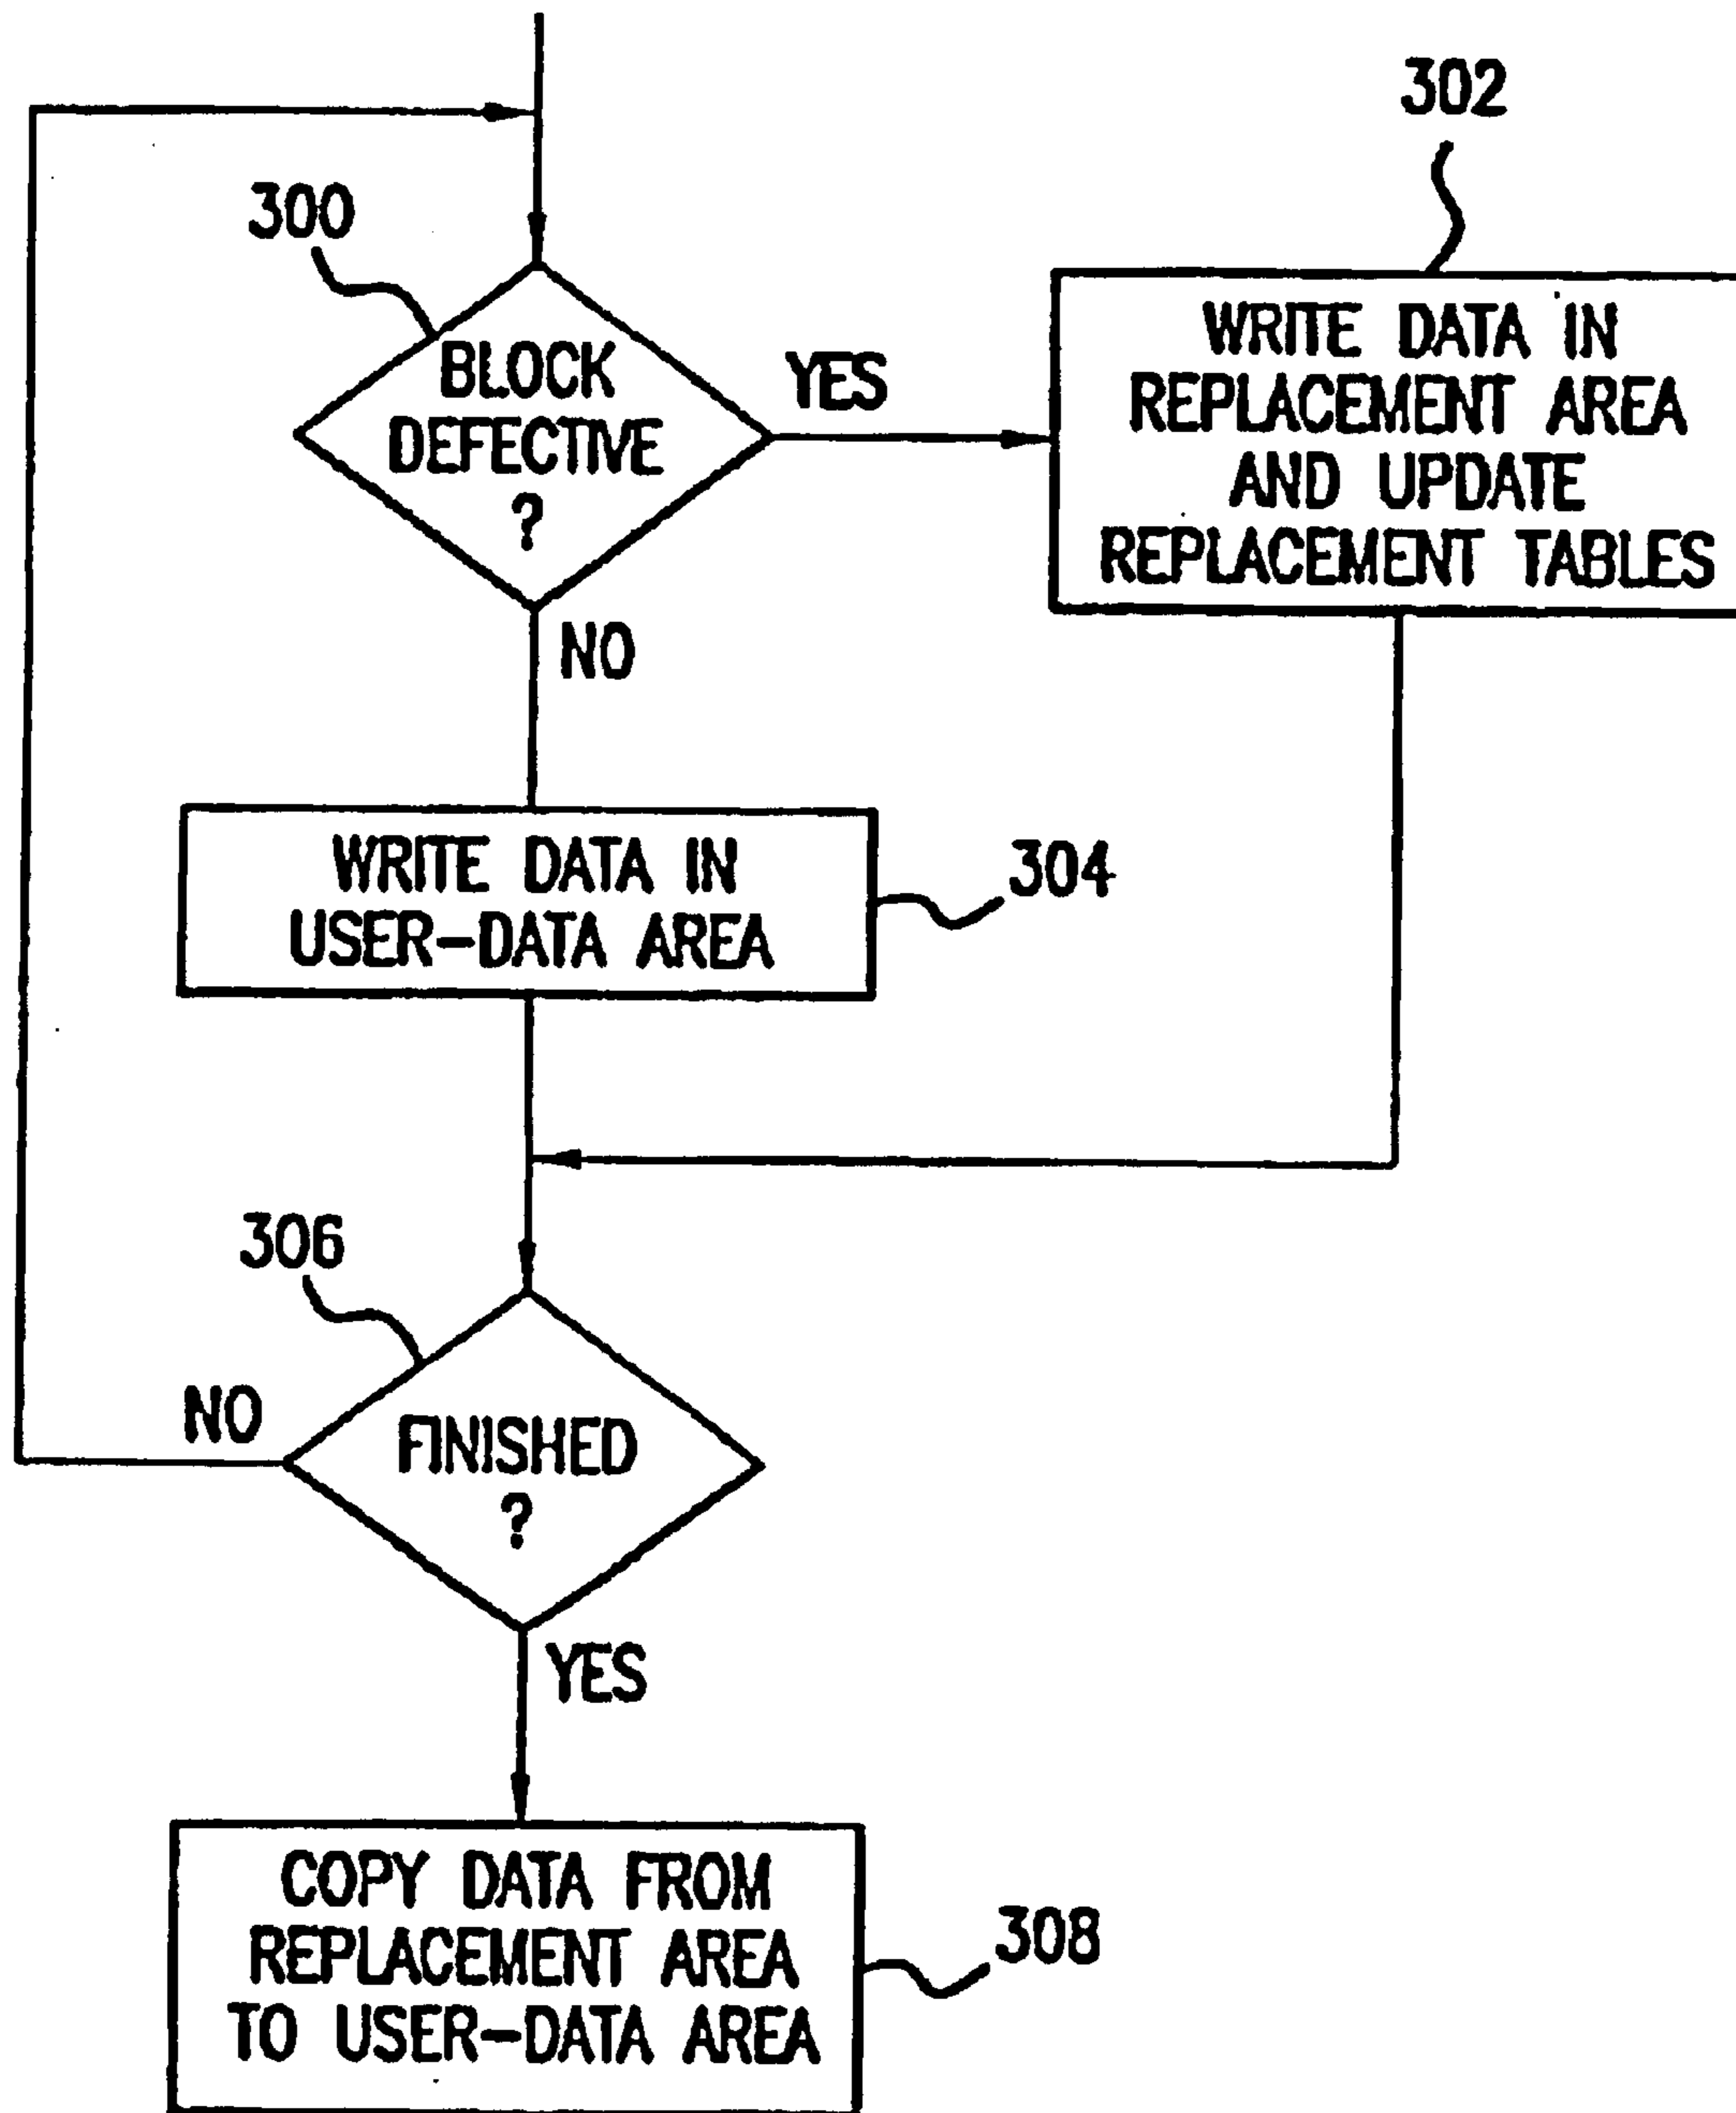 302
300
BLOCK
DEFECTIVE
?
YES
WRITE DATA IN
REPLACEMENT AREA
AND UPDATE
REPLACEMENT TABLES
NO
WRITE DATA IN
USER-DATA AREA
304
306
NO
FINISHED
?
YES
COPY DATA FROM
REPLACEMENT AREA
TO USER-DATA AREA
308